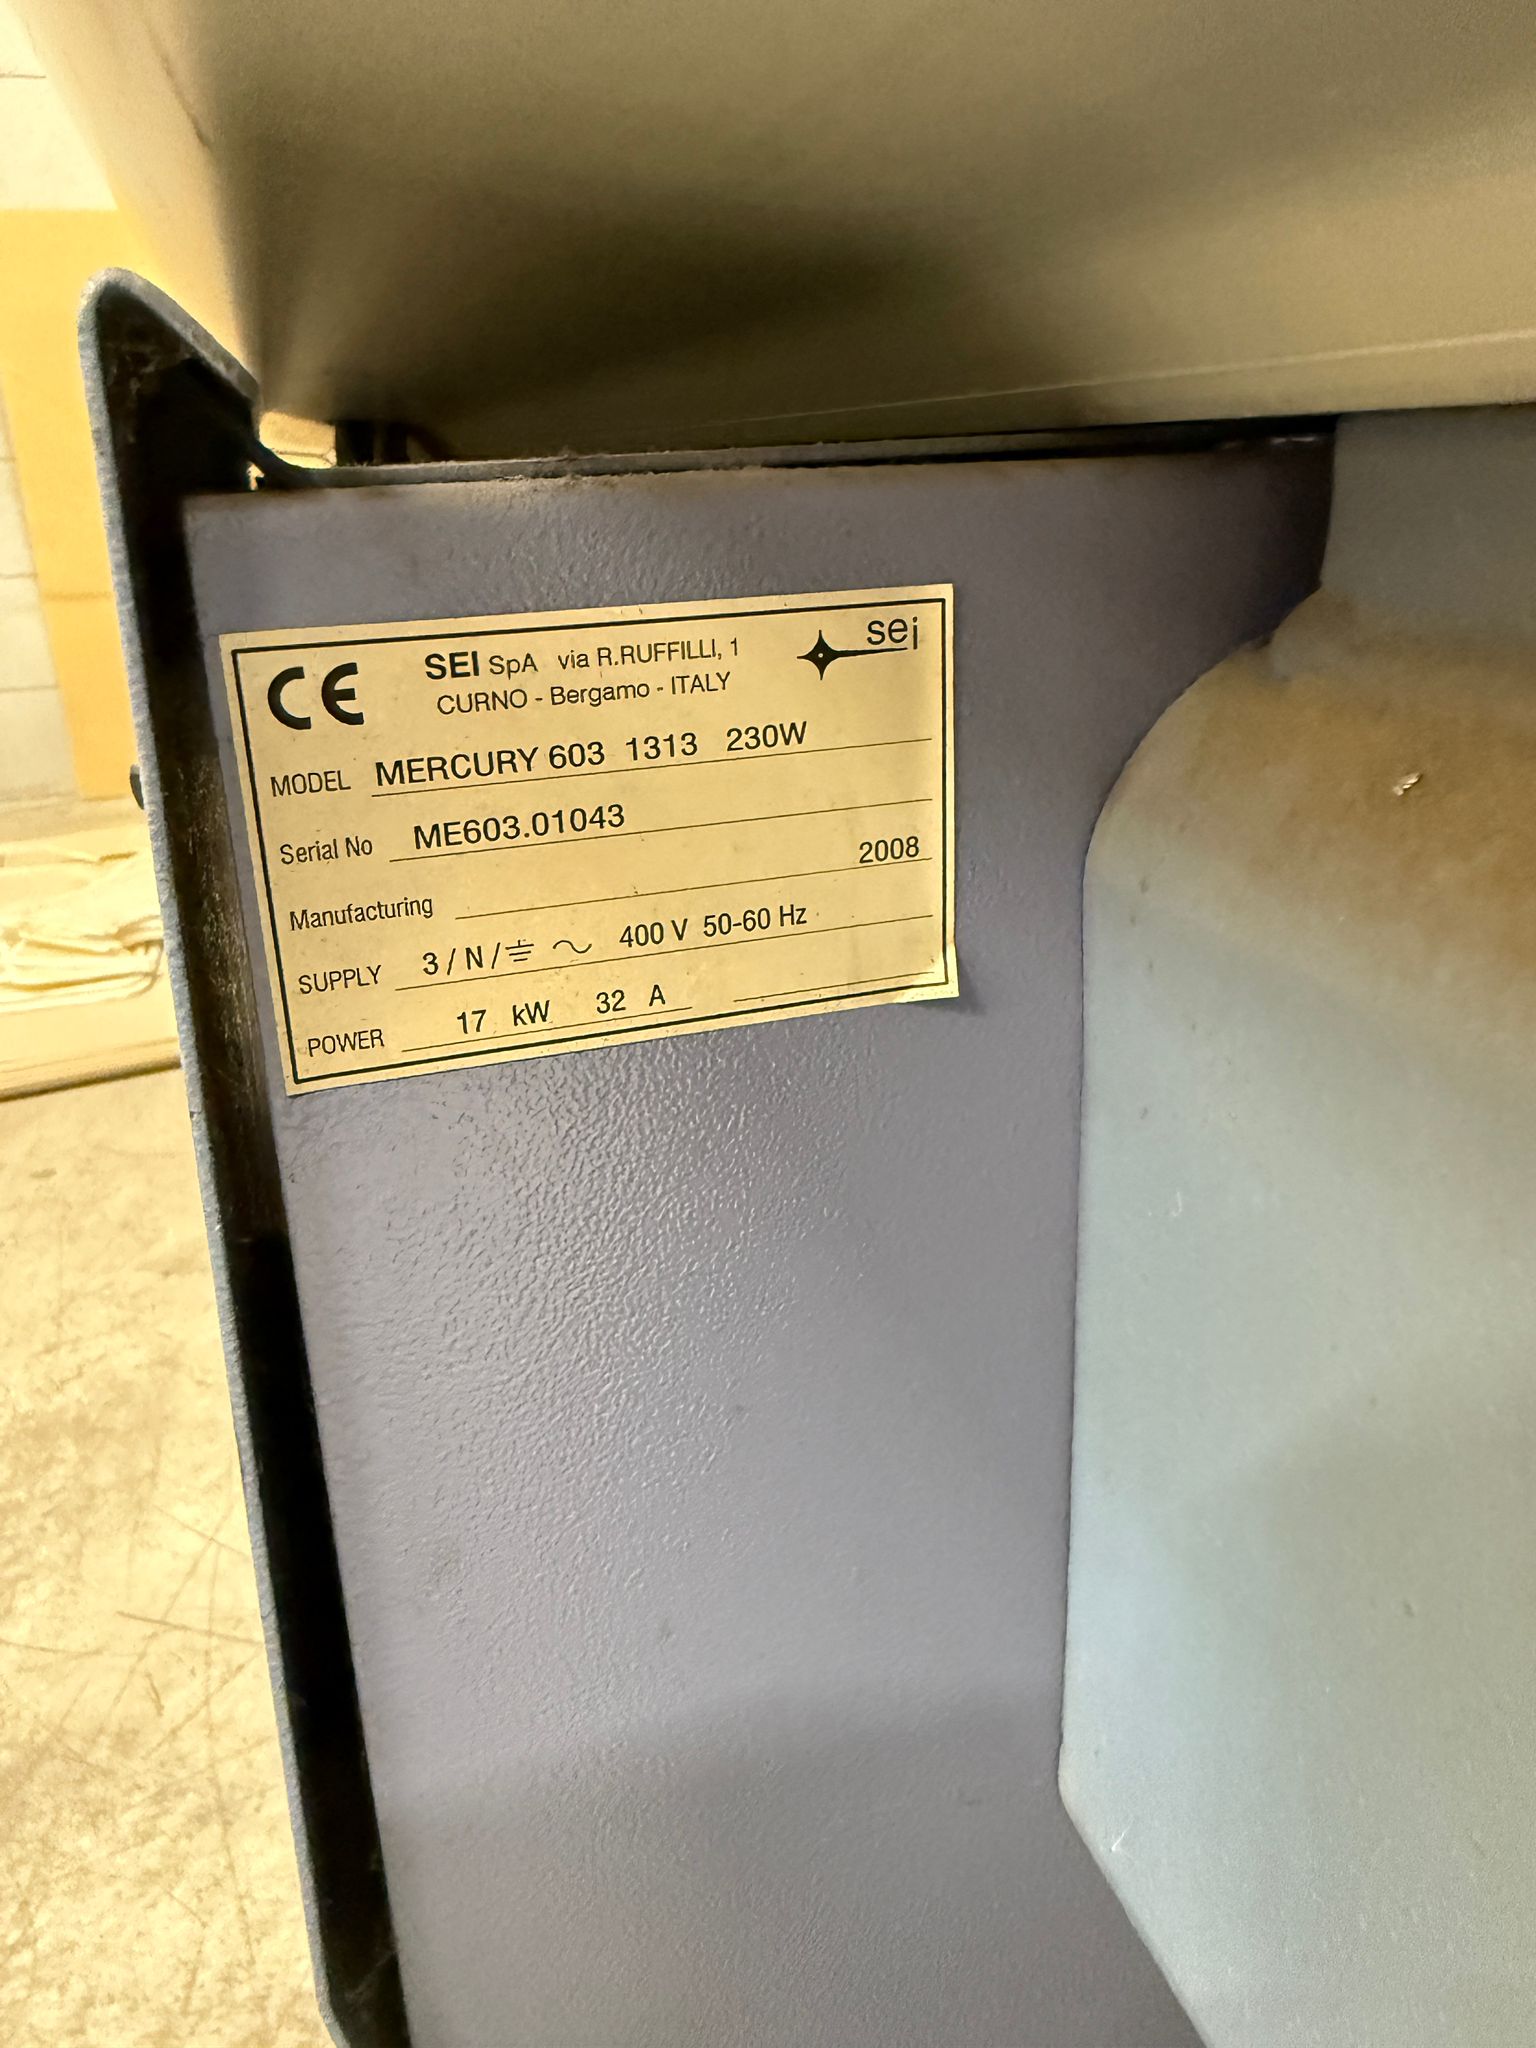 CE SEI SpA via R.RUFFILLI, 1 sei
CURNO - Bergamo - ITALY
MODEL MERCURY 603 1313 230W
Serial No ME603.01043
Manufacturing 2008
SUPPLY 3 / N / ⏚ ∼ 400 V 50-60 Hz
POWER 17 kW 32 A